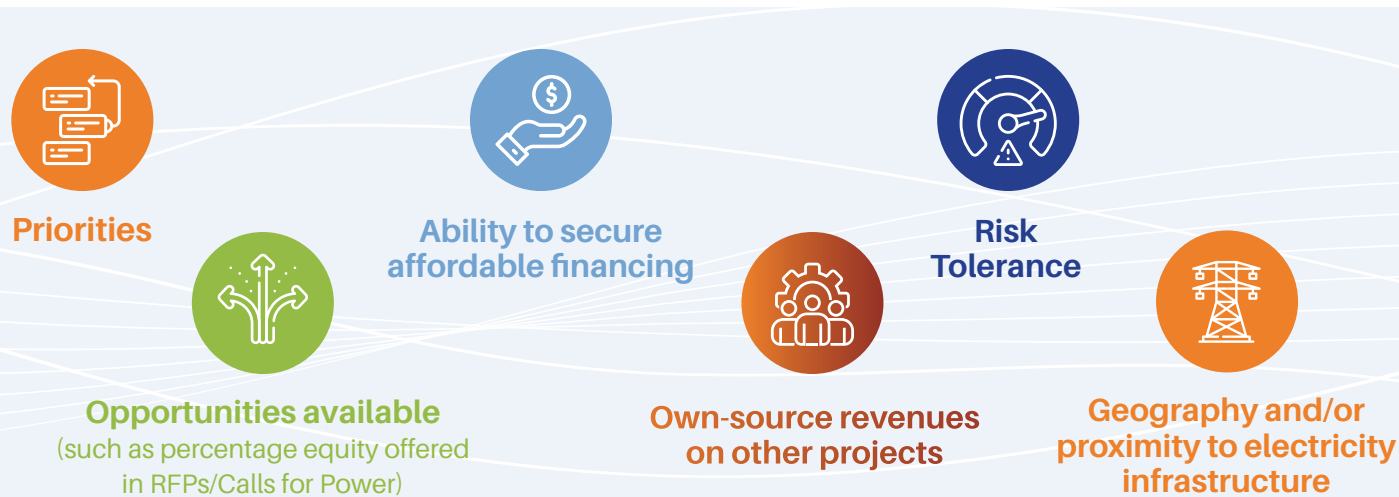 Priorities
Opportunities available
(such as percentage equity offered
in RFPs/Calls for Power)
$
Ability to secure
affordable financing
Own-source revenues
on other projects
Risk
Tolerance
Geography and/or
proximity to electricity
infrastructure